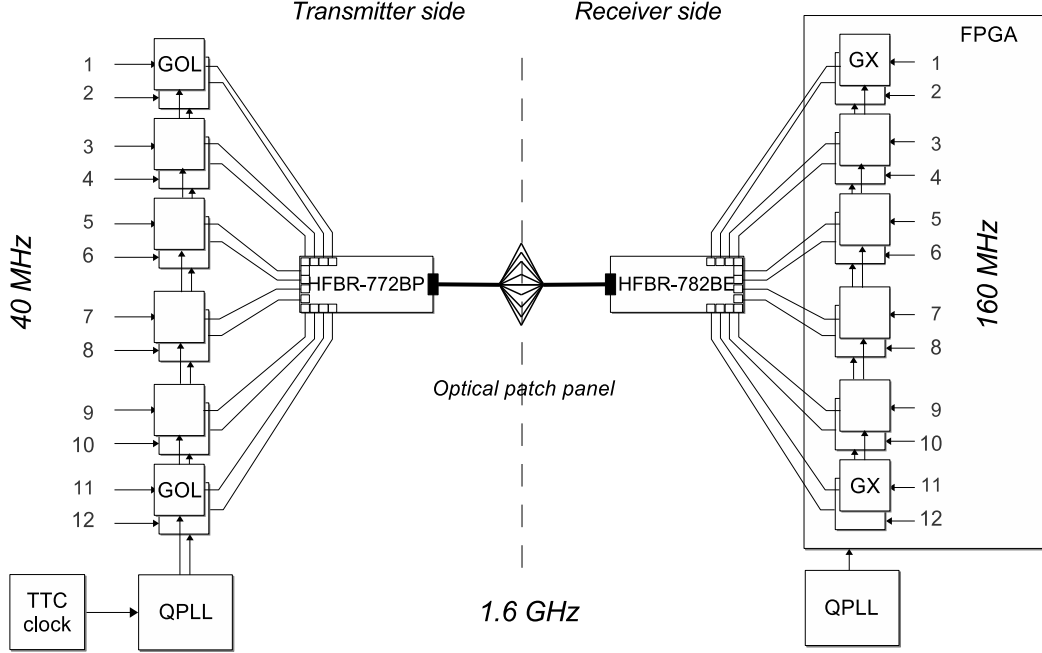 Transmitter side
Receiver side
FPGA
1
GOL
GX
1
2
2
3
3
4
4
5
5
6
6
40 MHz
HFBR-772BP
HFBR-782BE
160 MHz
7
7
8
8
Optical patch panel
9
9
10
10
11
GOL
GX
11
12
12
TTC
clock
QPLL
1.6 GHz
QPLL